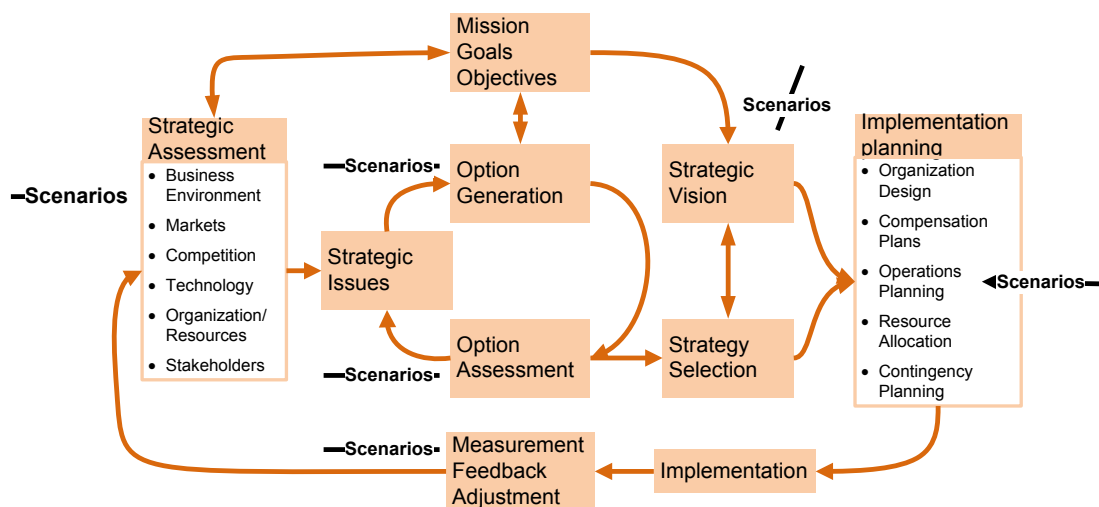 Mission
Goals
Objectives
Scenarios
Strategic
Assessment
Implementation
planning
Scenarios
Option
Generation
Strategic
Vision
Scenarios
• Business
Environment
• Markets
• Competition
• Technology
• Organization/
Resources
• Stakeholders
Strategic
Issues
• Organization
Design
• Compensation
Plans
• Operations
Planning
• Resource
Allocation
• Contingency
Planning
Scenarios
Option
Assessment
Scenarios
Strategy
Selection
Scenarios
Measurement
Feedback
Adjustment
Implementation